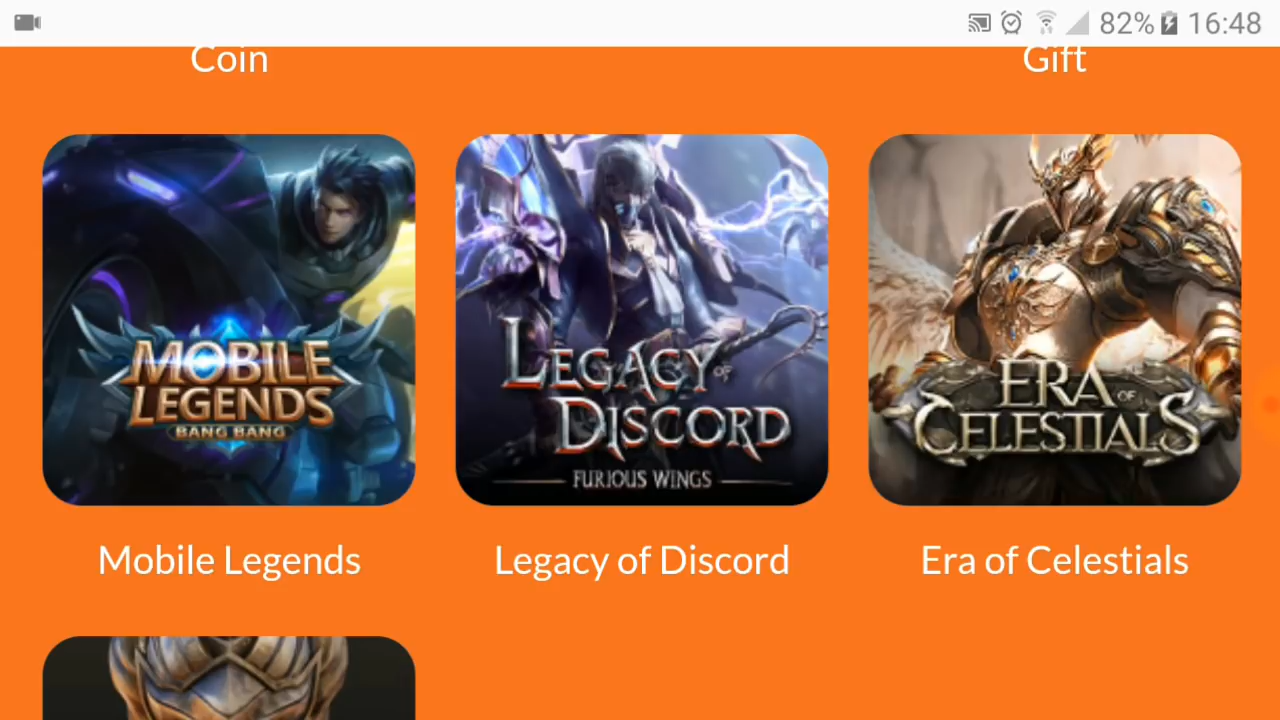 82% 16:48
Coin
Gift
MOBILE
LEGENDS
BANG BANG
LEGACY OF
DISCORD
FURIOUS WINGS
ERA OF
CELESTIALS
Mobile Legends
Legacy of Discord
Era of Celestials